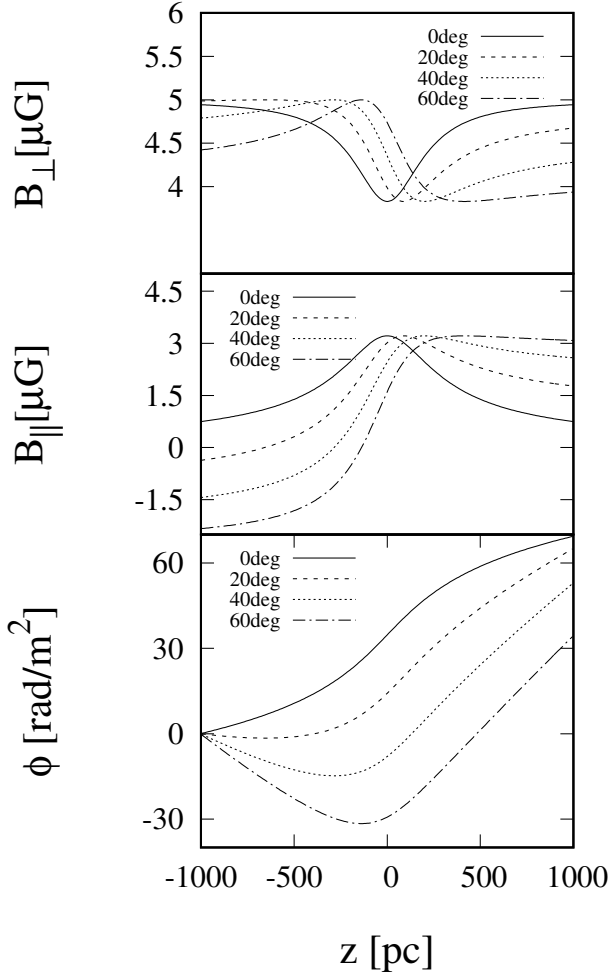 6
5.5
5
4.5
4
B⊥ [μG]
0deg
20deg
40deg
60deg
4.5
3
1.5
0
-1.5
B|| [μG]
0deg
20deg
40deg
60deg
60
30
0
-30
ϕ [rad/m²]
0deg
20deg
40deg
60deg
-1000 -500 0 500 1000
z [pc]